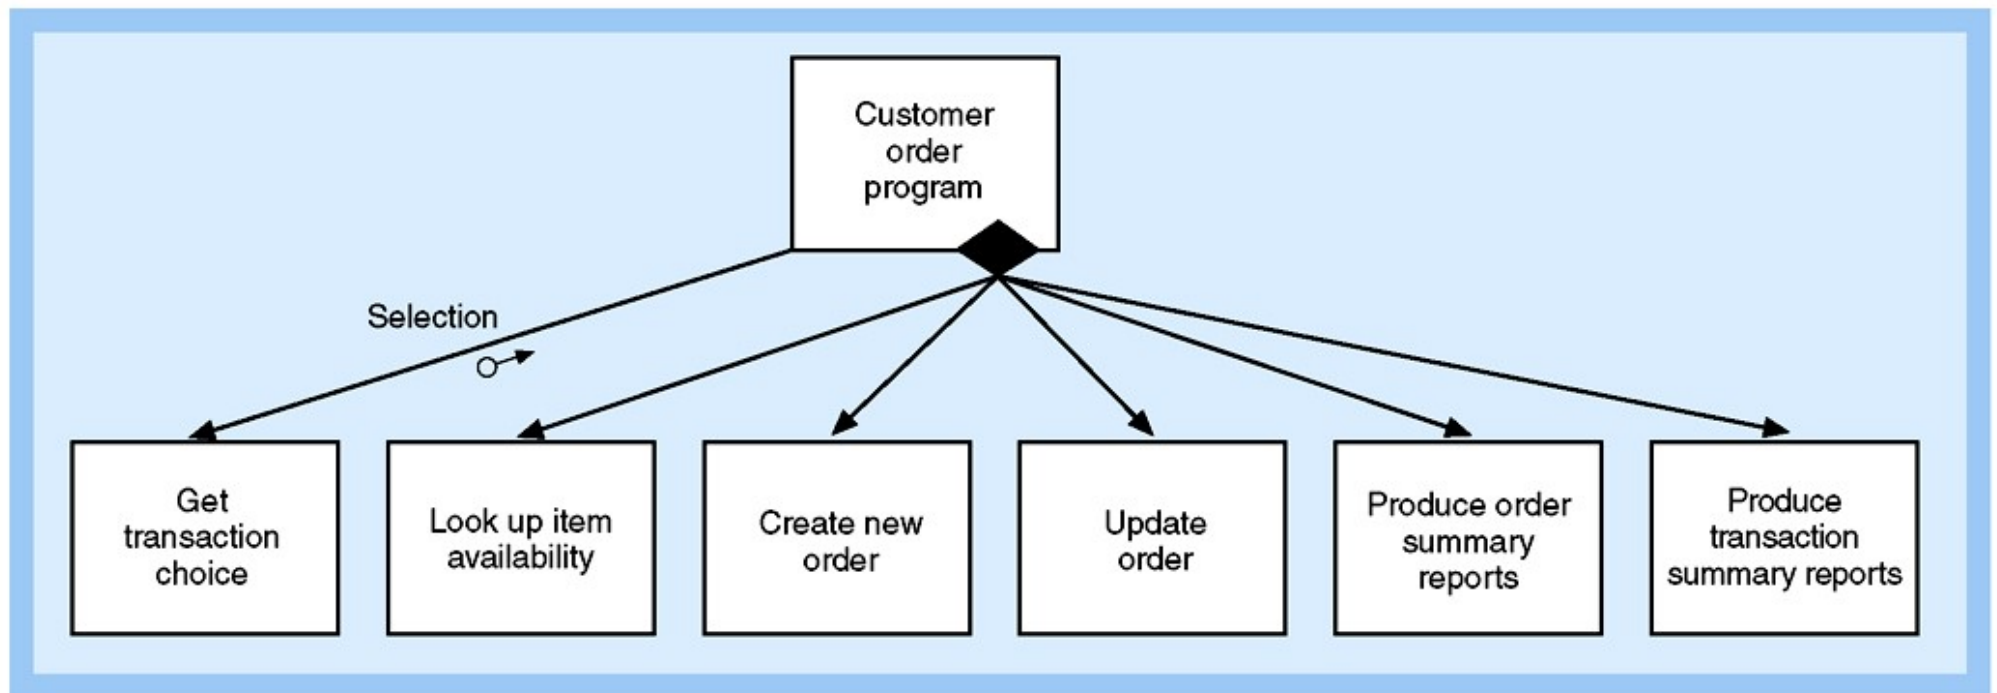 Customer
order
program
Selection
Get
transaction
choice
Look up item
availability
Create new
order
Update
order
Produce order
summary
reports
Produce
transaction
summary reports